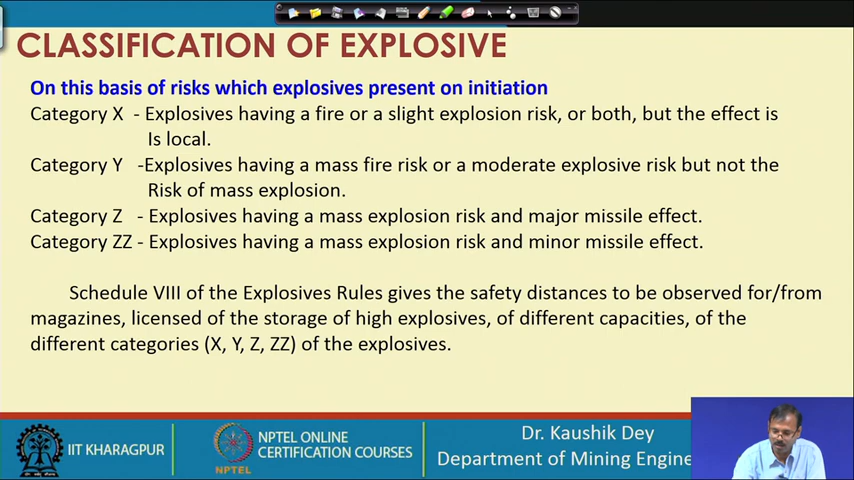 CLASSIFICATION OF EXPLOSIVE
On this basis of risks which explosives present on initiation
Category X - Explosives having a fire or a slight explosion risk, or both, but the effect is
Is local.
Category Y -Explosives having a mass fire risk or a moderate explosive risk but not the
Risk of mass explosion.
Category Z - Explosives having a mass explosion risk and major missile effect.
Category ZZ - Explosives having a mass explosion risk and minor missile effect.
Schedule VIII of the Explosives Rules gives the safety distances to be observed for/from
magazines, licensed of the storage of high explosives, of different capacities, of the
different categories (X, Y, Z, ZZ) of the explosives.
IIT KHARAGPUR
NPTEL
NPTEL ONLINE
CERTIFICATION COURSES
Dr. Kaushik Dey
Department of Mining Engine